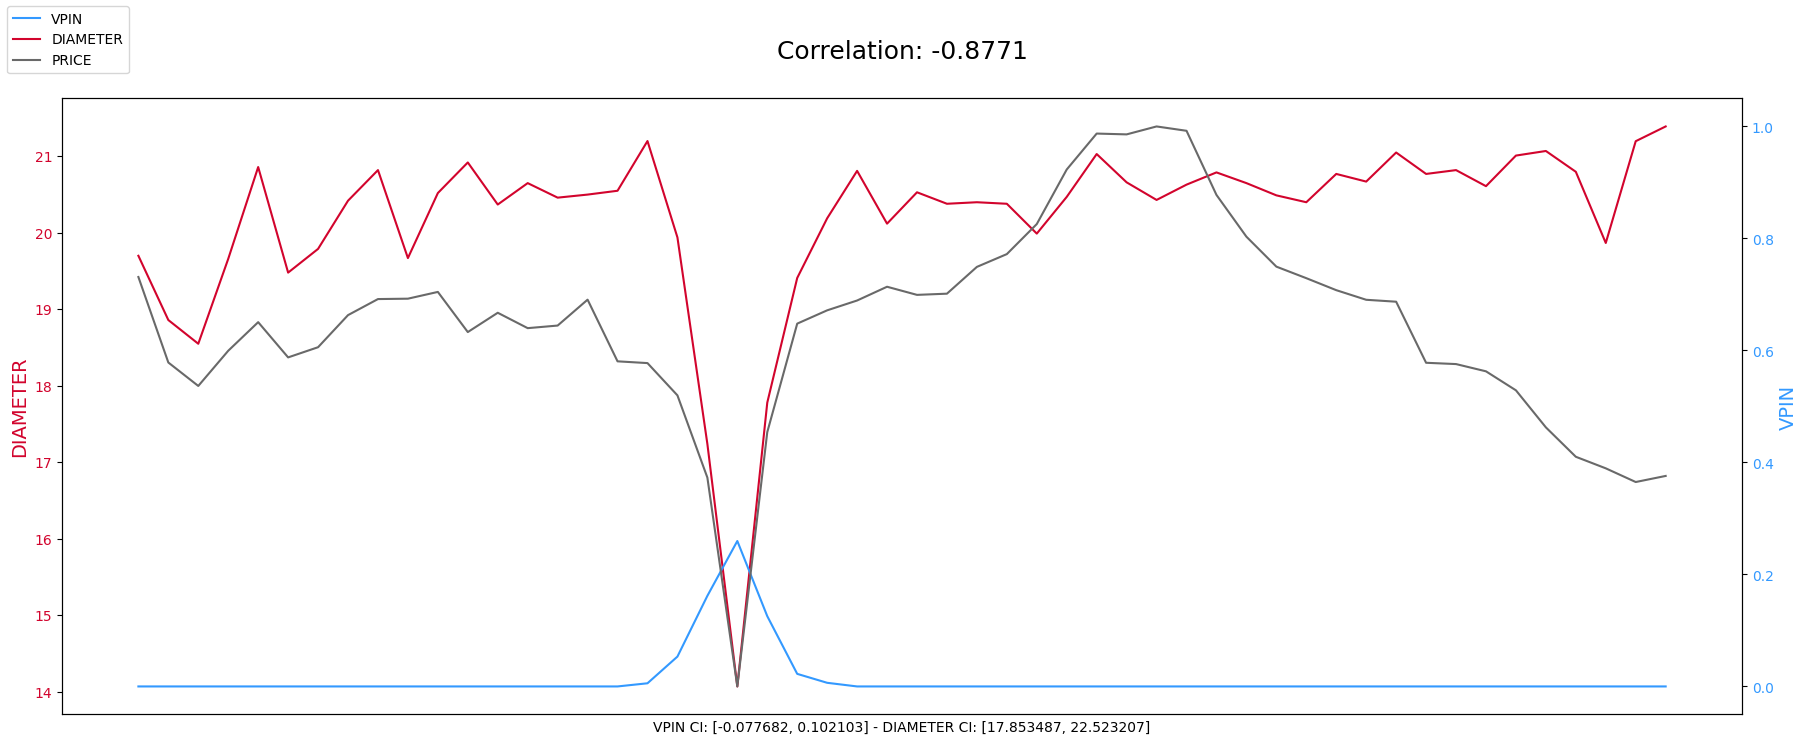 VPIN
DIAMETER
PRICE
Correlation: -0.8771
21
20
19
18
17
16
15
14
DIAMETER
1.0
0.8
0.6
0.4
0.2
0.0
VPIN
VPIN CI: [-0.077682, 0.102103] - DIAMETER CI: [17.853487, 22.523207]